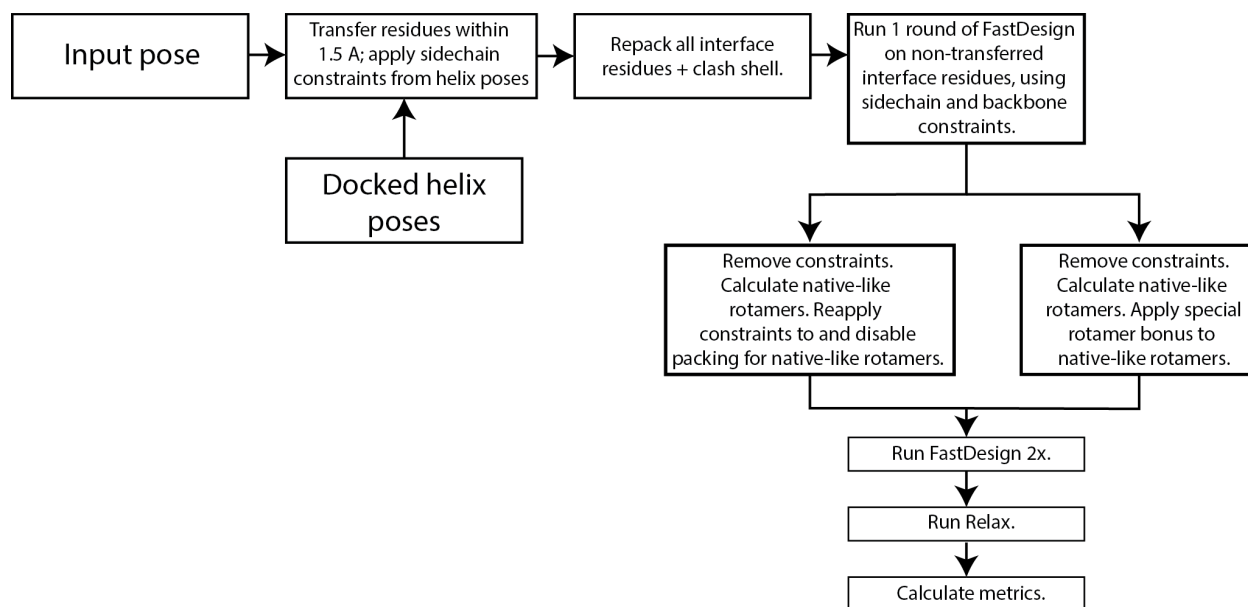 Input pose
Transfer residues within
1.5 A; apply sidechain
constraints from helix poses
Repack all interface
residues + clash shell.
Run 1 round of FastDesign
on non-transferred
interface residues, using
sidechain and backbone
constraints.
Docked helix
poses
Remove constraints.
Calculate native-like
rotamers. Reapply
constraints to and disable
packing for native-like rotamers.
Remove constraints.
Calculate native-like
rotamers. Apply special
rotamer bonus to
native-like rotamers.
Run FastDesign 2x.
Run Relax.
Calculate metrics.